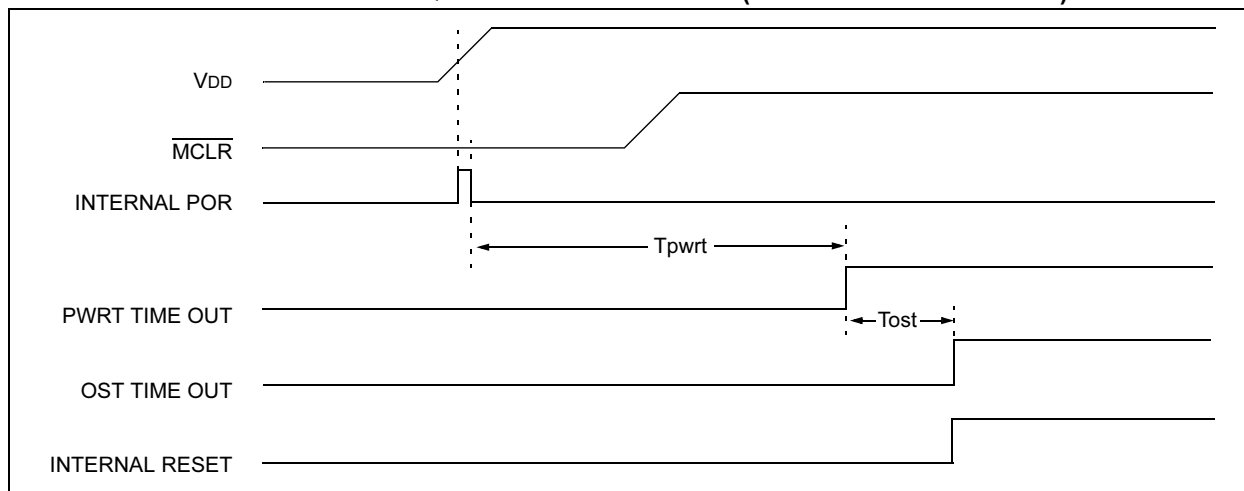 VDD
MCLR
INTERNAL POR
Tpwrt
PWRT TIME OUT
Tost
OST TIME OUT
INTERNAL RESET